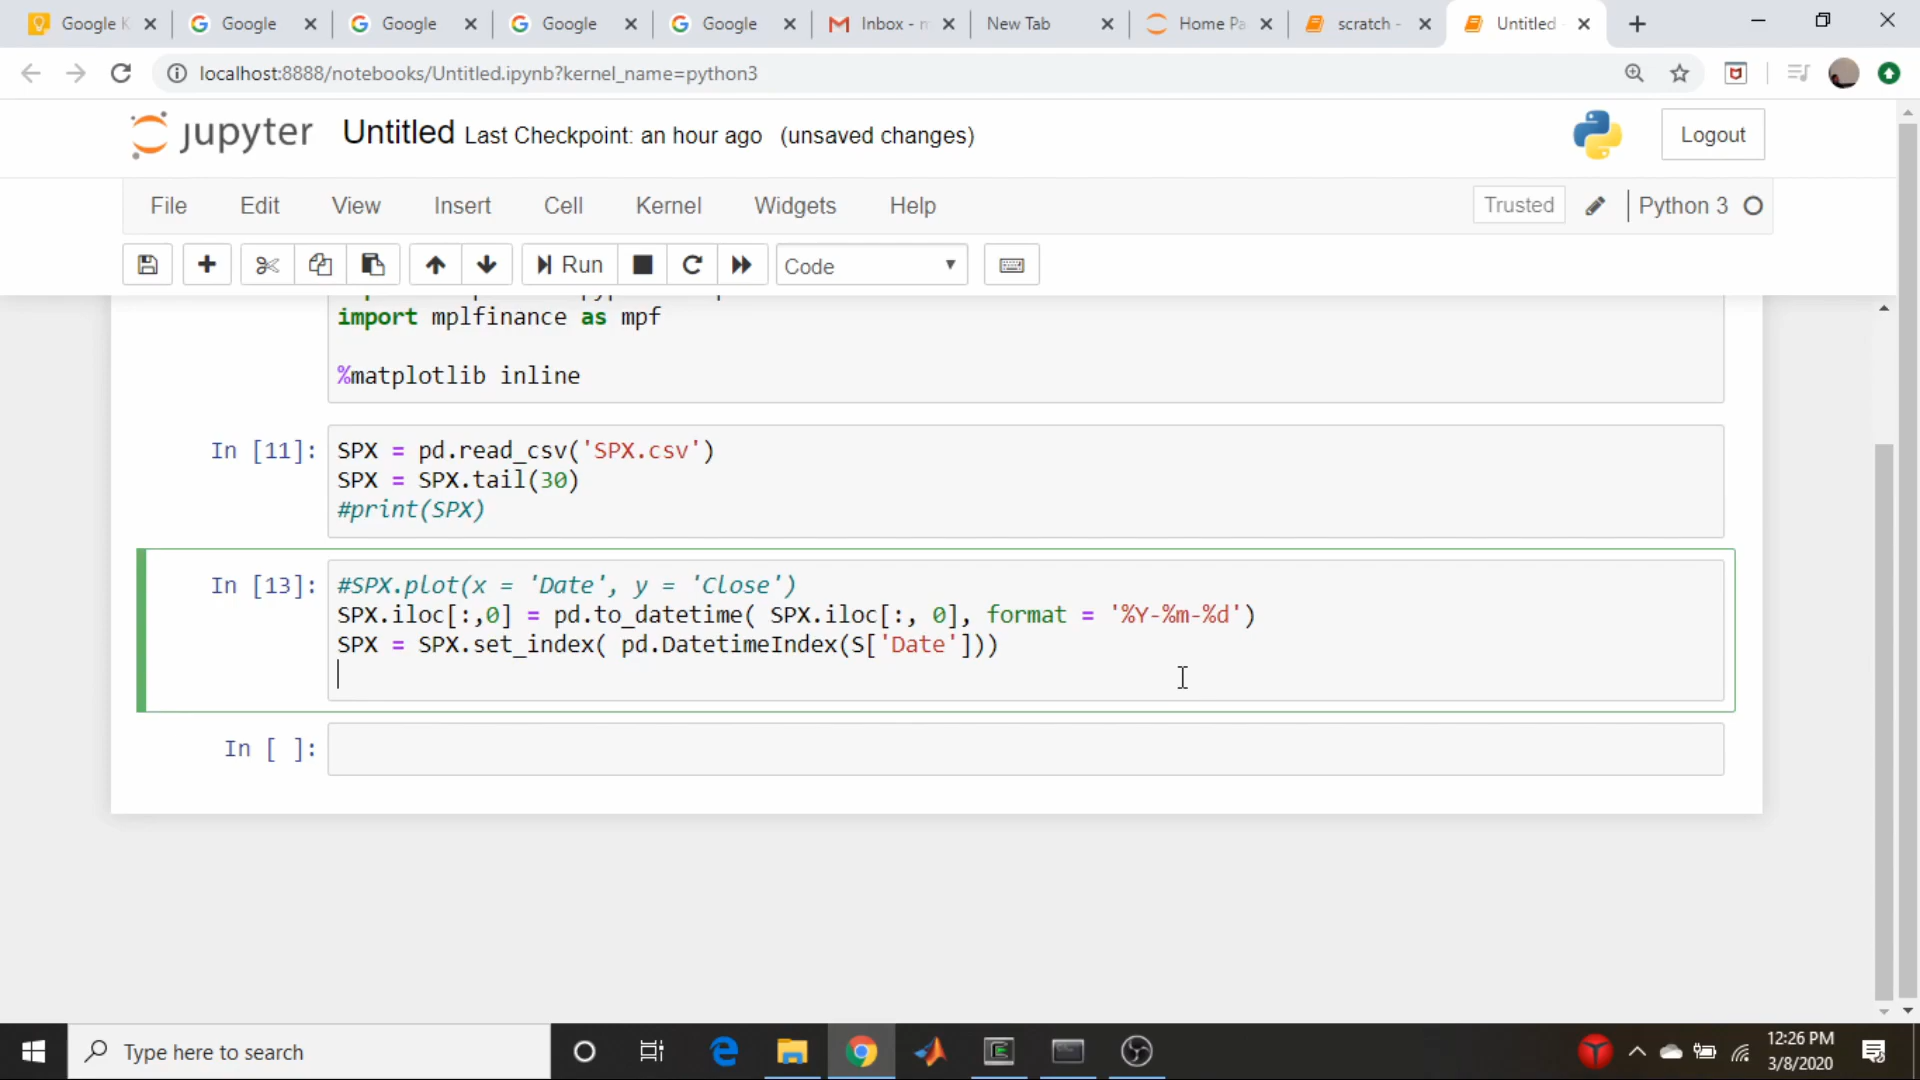 Google K
Google
Google
Google
Google
Inbox - n
New Tab
Home Pa
scratch -
Untitled
localhost:8888/notebooks/Untitled.ipynb?kernel_name=python3
jupyter Untitled Last Checkpoint: an hour ago (unsaved changes)
Logout
File Edit View Insert Cell Kernel Widgets Help
Trusted Python 3
Run Code
import mplfinance as mpf
%matplotlib inline
In [11]: SPX = pd.read_csv('SPX.csv')
SPX = SPX.tail(30)
#print(SPX)
In [13]: #SPX.plot(x = 'Date', y = 'Close')
SPX.iloc[:,0] = pd.to_datetime( SPX.iloc[:, 0], format = '%Y-%m-%d')
SPX = SPX.set_index( pd.DatetimeIndex(S['Date']))
In [ ]:
Type here to search
12:26 PM
3/8/2020